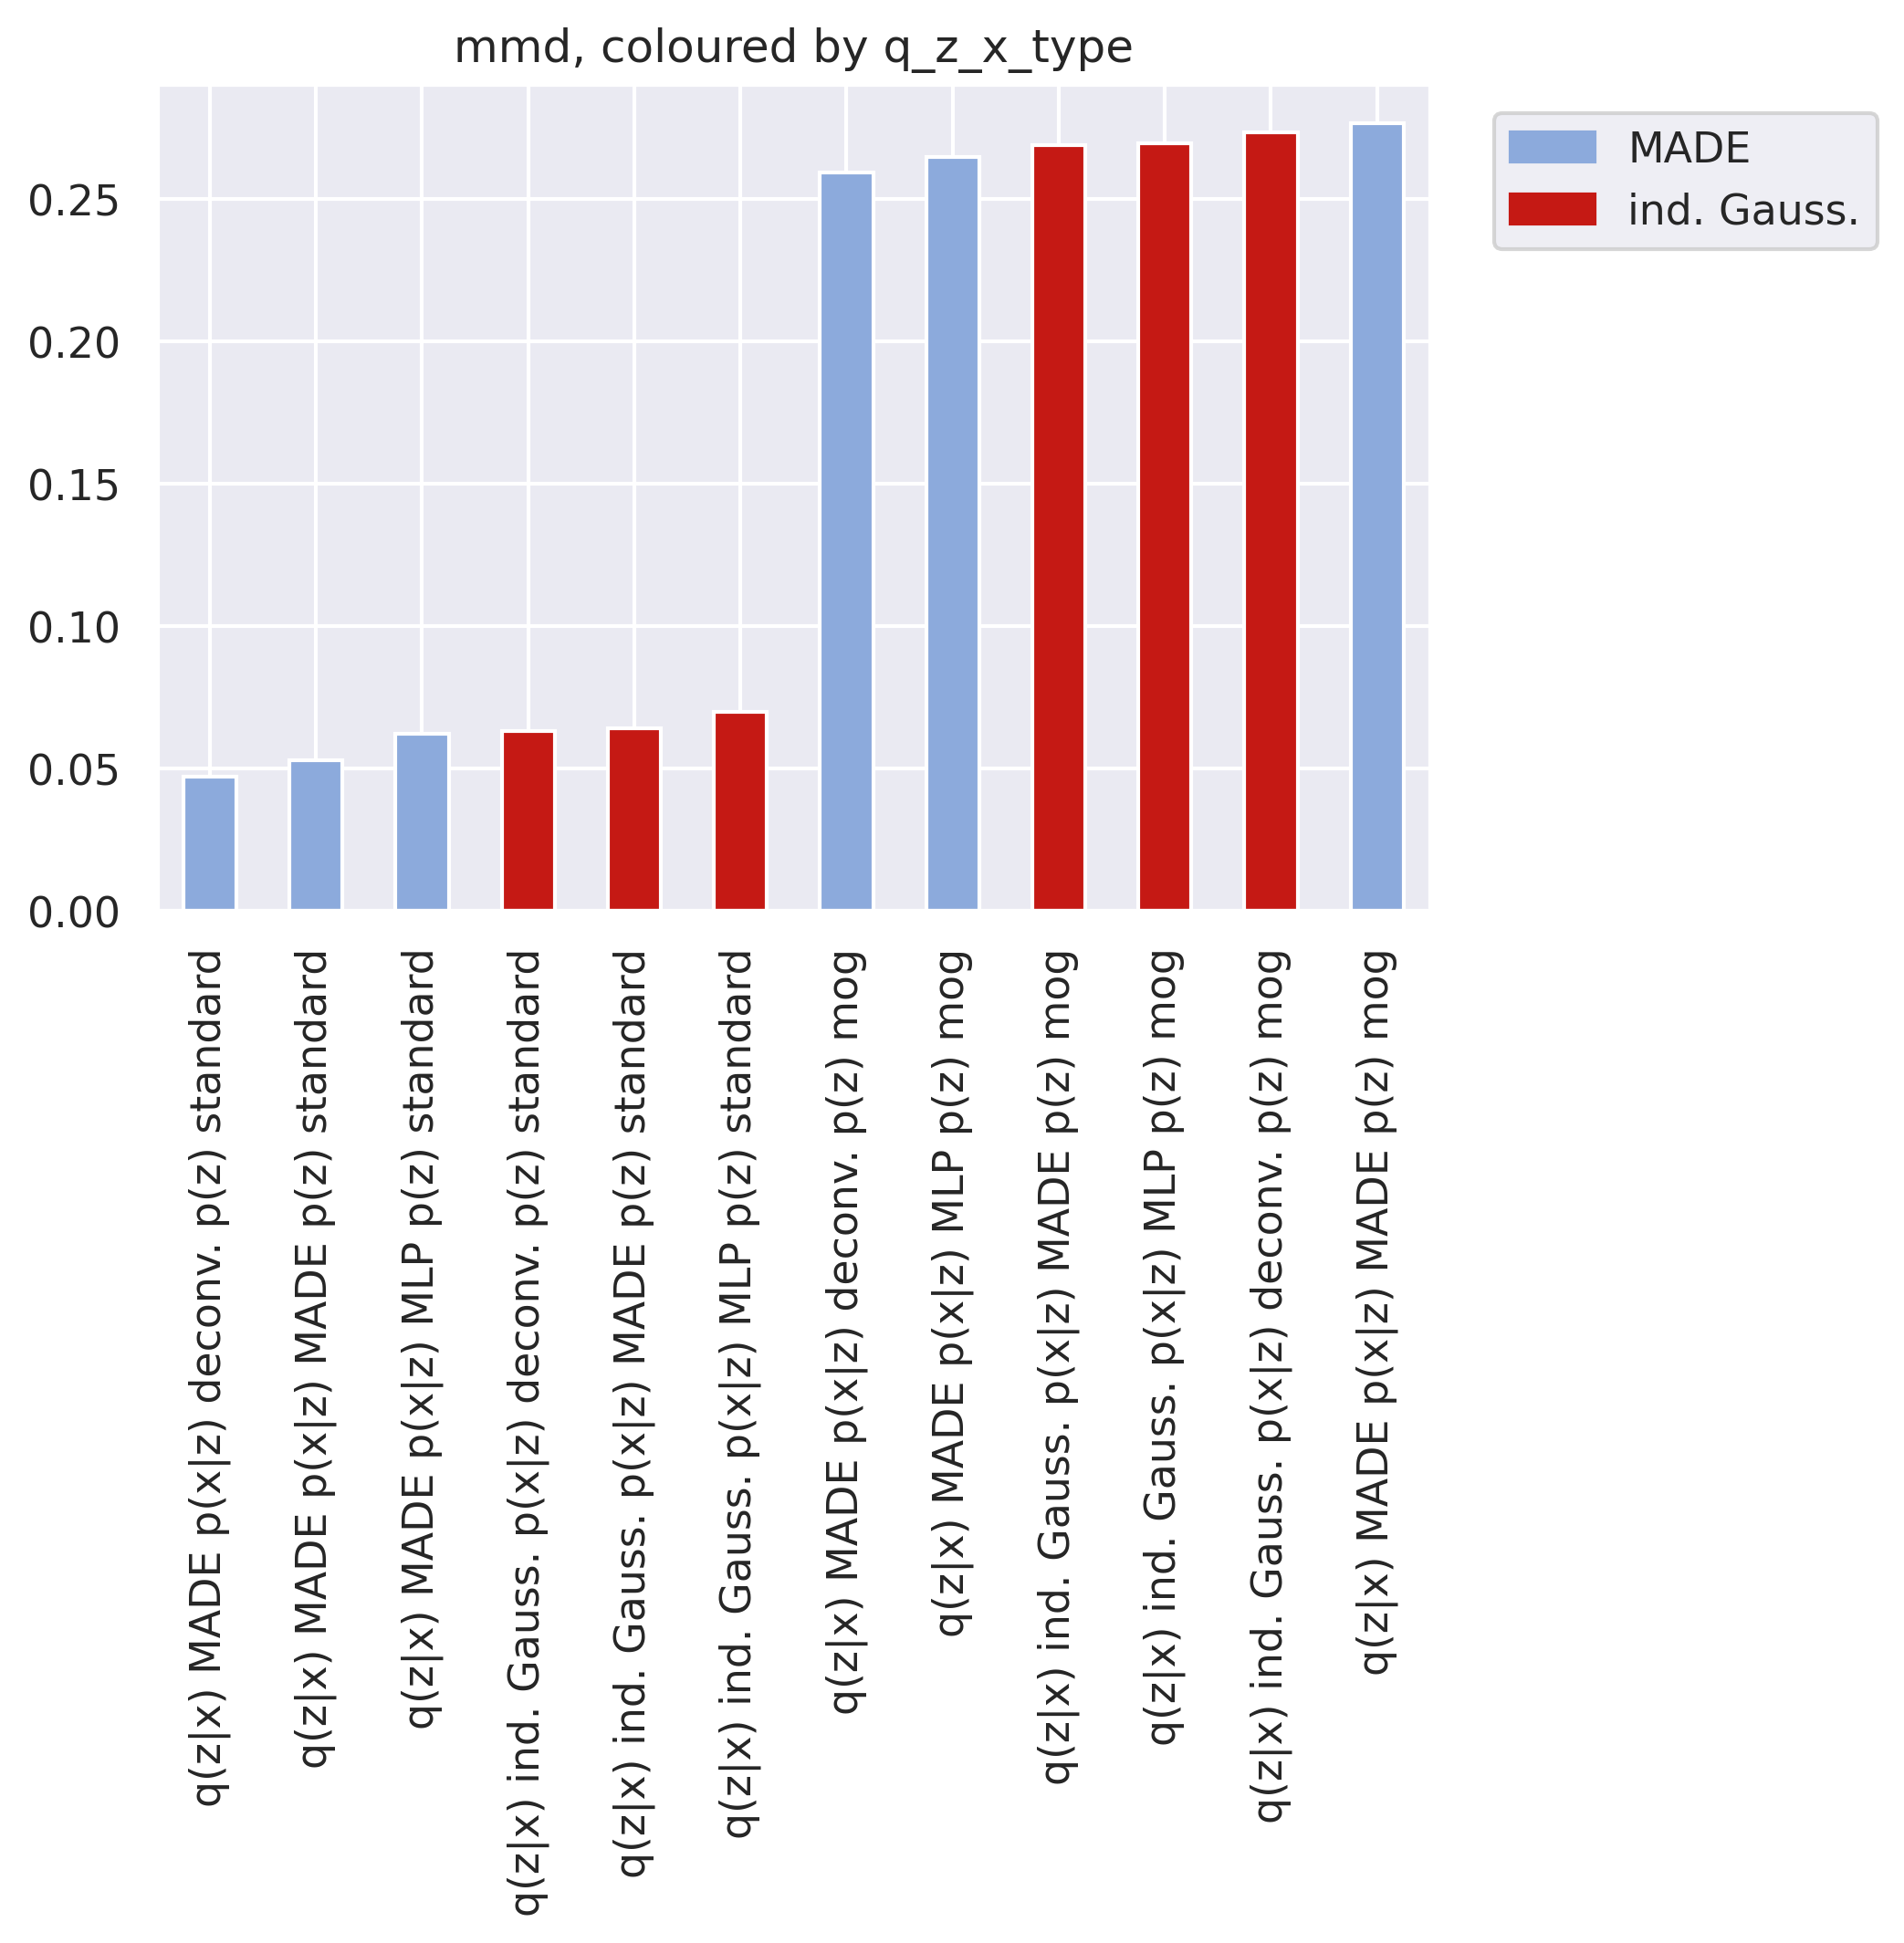 mmd, coloured by q_z_x_type
MADE
ind. Gauss.
0.25
0.20
0.15
0.10
0.05
0.00
q(z|x) MADE p(x|z) deconv. p(z) standard
q(z|x) MADE p(x|z) MADE p(z) standard
q(z|x) MADE p(x|z) MLP p(z) standard
q(z|x) ind. Gauss. p(x|z) deconv. p(z) standard
q(z|x) ind. Gauss. p(x|z) MADE p(z) standard
q(z|x) ind. Gauss. p(x|z) MLP p(z) standard
q(z|x) MADE p(x|z) deconv. p(z) mog
q(z|x) MADE p(x|z) MLP p(z) mog
q(z|x) ind. Gauss. p(x|z) MADE p(z) mog
q(z|x) ind. Gauss. p(x|z) MLP p(z) mog
q(z|x) ind. Gauss. p(x|z) deconv. p(z) mog
q(z|x) MADE p(x|z) MADE p(z) mog